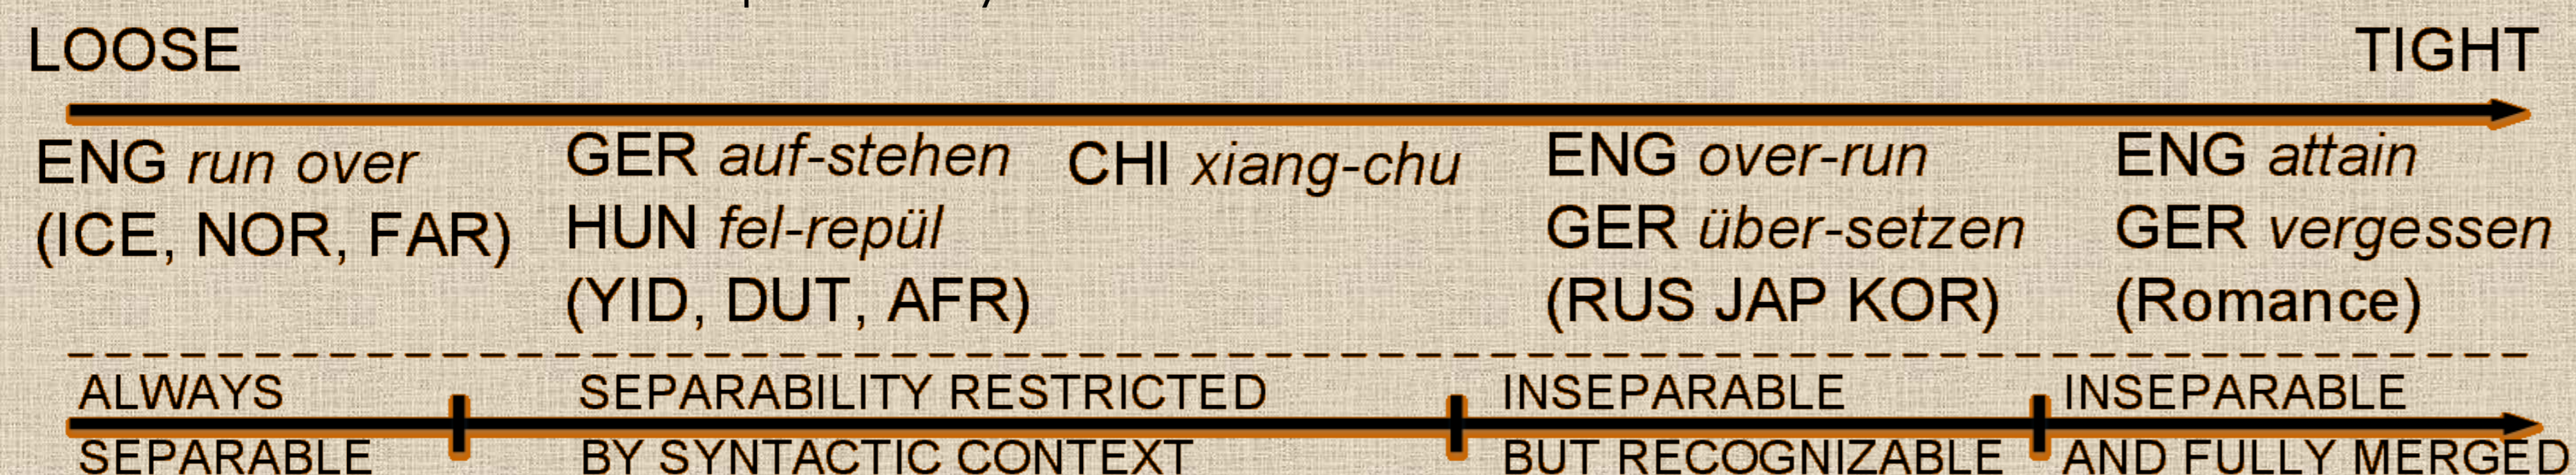 LOOSE TIGHT
ENG run over GER auf-stehen CHI xiang-chu ENG over-run ENG attain
(ICE, NOR, FAR) HUN fel-repül GER über-setzen GER vergessen
(YID, DUT, AFR) (RUS JAP KOR) (Romance)
ALWAYS SEPARABILITY RESTRICTED INSEPARABLE INSEPARABLE
SEPARABLE BY SYNTACTIC CONTEXT BUT RECOGNIZABLE AND FULLY MERGED